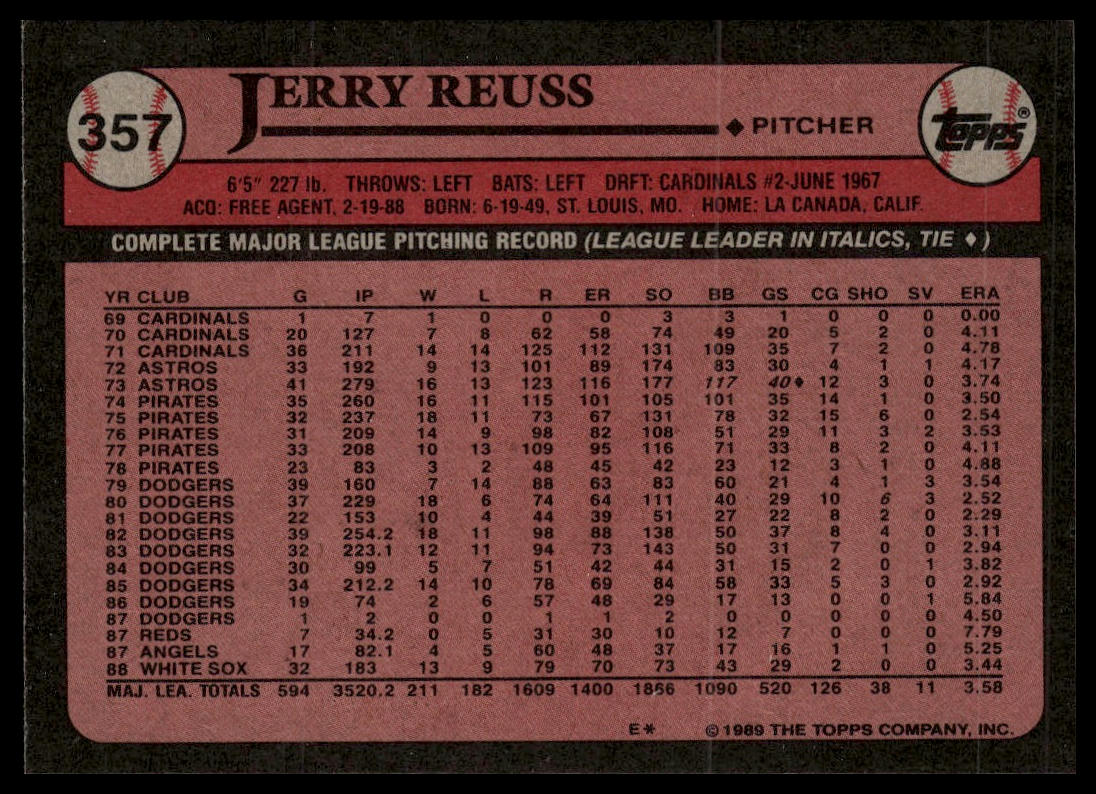 357
JERRY REUSS
◆ PITCHER
Topps®
6'5" 227 lb. THROWS: LEFT BATS: LEFT DRFT: CARDINALS #2-JUNE 1967
ACQ: FREE AGENT, 2-19-88 BORN: 6-19-49, ST. LOUIS, MO. HOME: LA CANADA, CALIF.
COMPLETE MAJOR LEAGUE PITCHING RECORD (LEAGUE LEADER IN ITALICS, TIE ♦)
YR CLUB G IP W L R ER SO BB GS CG SHO SV ERA
69 CARDINALS 1 7 1 0 0 0 3 3 1 0 0 0 0.00
70 CARDINALS 20 127 7 8 62 58 74 49 20 5 2 0 4.11
71 CARDINALS 36 211 14 14 125 112 131 109 35 7 2 0 4.78
72 ASTROS 33 192 9 13 101 89 174 83 30 4 1 1 4.17
73 ASTROS 41 279 16 13 123 116 177 117 40♦ 12 3 0 3.74
74 PIRATES 35 260 16 11 115 101 105 101 35 14 1 0 3.50
75 PIRATES 32 237 18 11 73 67 131 78 32 15 6 0 2.54
76 PIRATES 31 209 14 9 98 82 108 51 29 11 3 2 3.53
77 PIRATES 33 208 10 13 109 95 116 71 33 8 2 0 4.11
78 PIRATES 23 83 3 2 48 45 42 23 12 3 1 0 4.88
79 DODGERS 39 160 7 14 88 63 83 60 21 4 1 3 3.54
80 DODGERS 37 229 18 6 74 64 111 40 29 10 6 3 2.52
81 DODGERS 22 153 10 4 44 39 51 27 22 8 2 0 2.29
82 DODGERS 39 254.2 18 11 98 88 138 50 37 8 4 0 3.11
83 DODGERS 32 223.1 12 11 94 73 143 50 31 7 0 0 2.94
84 DODGERS 30 99 5 7 51 42 44 31 15 2 0 1 3.82
85 DODGERS 34 212.2 14 10 78 69 84 58 33 5 3 0 2.92
86 DODGERS 19 74 2 6 57 48 29 17 13 0 0 1 5.84
87 DODGERS 1 2 0 0 1 1 2 0 0 0 0 0 4.50
87 REDS 7 34.2 0 5 31 30 10 12 7 0 0 0 7.79
87 ANGELS 17 82.1 4 5 60 48 37 17 16 1 1 0 5.25
88 WHITE SOX 32 183 13 9 79 70 73 43 29 2 0 0 3.44
MAJ. LEA. TOTALS 594 3520.2 211 182 1609 1400 1866 1090 520 126 38 11 3.58
E* © 1989 THE TOPPS COMPANY, INC.